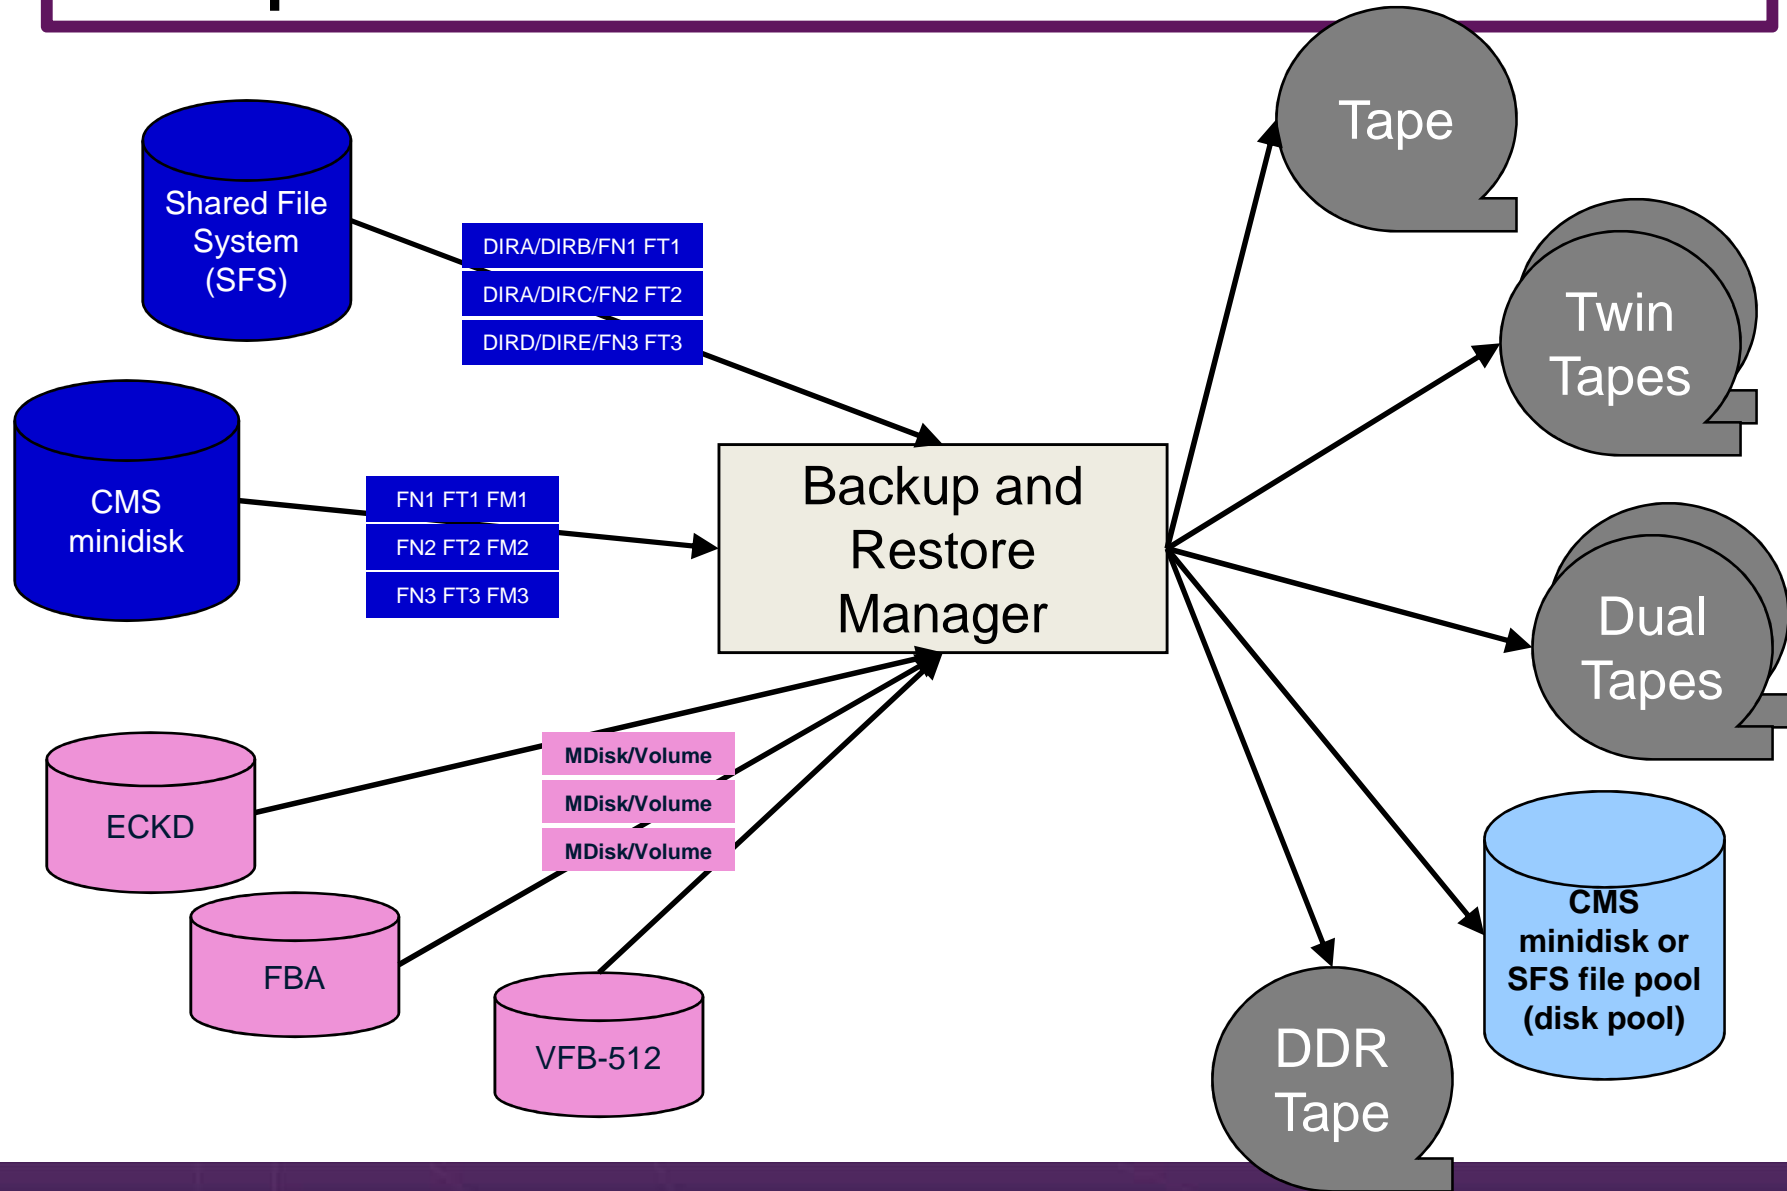 Tape
Shared File
System
(SFS)
DIRA/DIRB/FN1 FT1
DIRA/DIRC/FN2 FT2
DIRD/DIRE/FN3 FT3
Twin
Tapes
CMS
minidisk
FN1 FT1 FM1
FN2 FT2 FM2
FN3 FT3 FM3
Backup and
Restore
Manager
Dual
Tapes
MDisk/Volume
MDisk/Volume
MDisk/Volume
ECKD
FBA
VFB-512
CMS
minidisk or
SFS file pool
(disk pool)
DDR
Tape